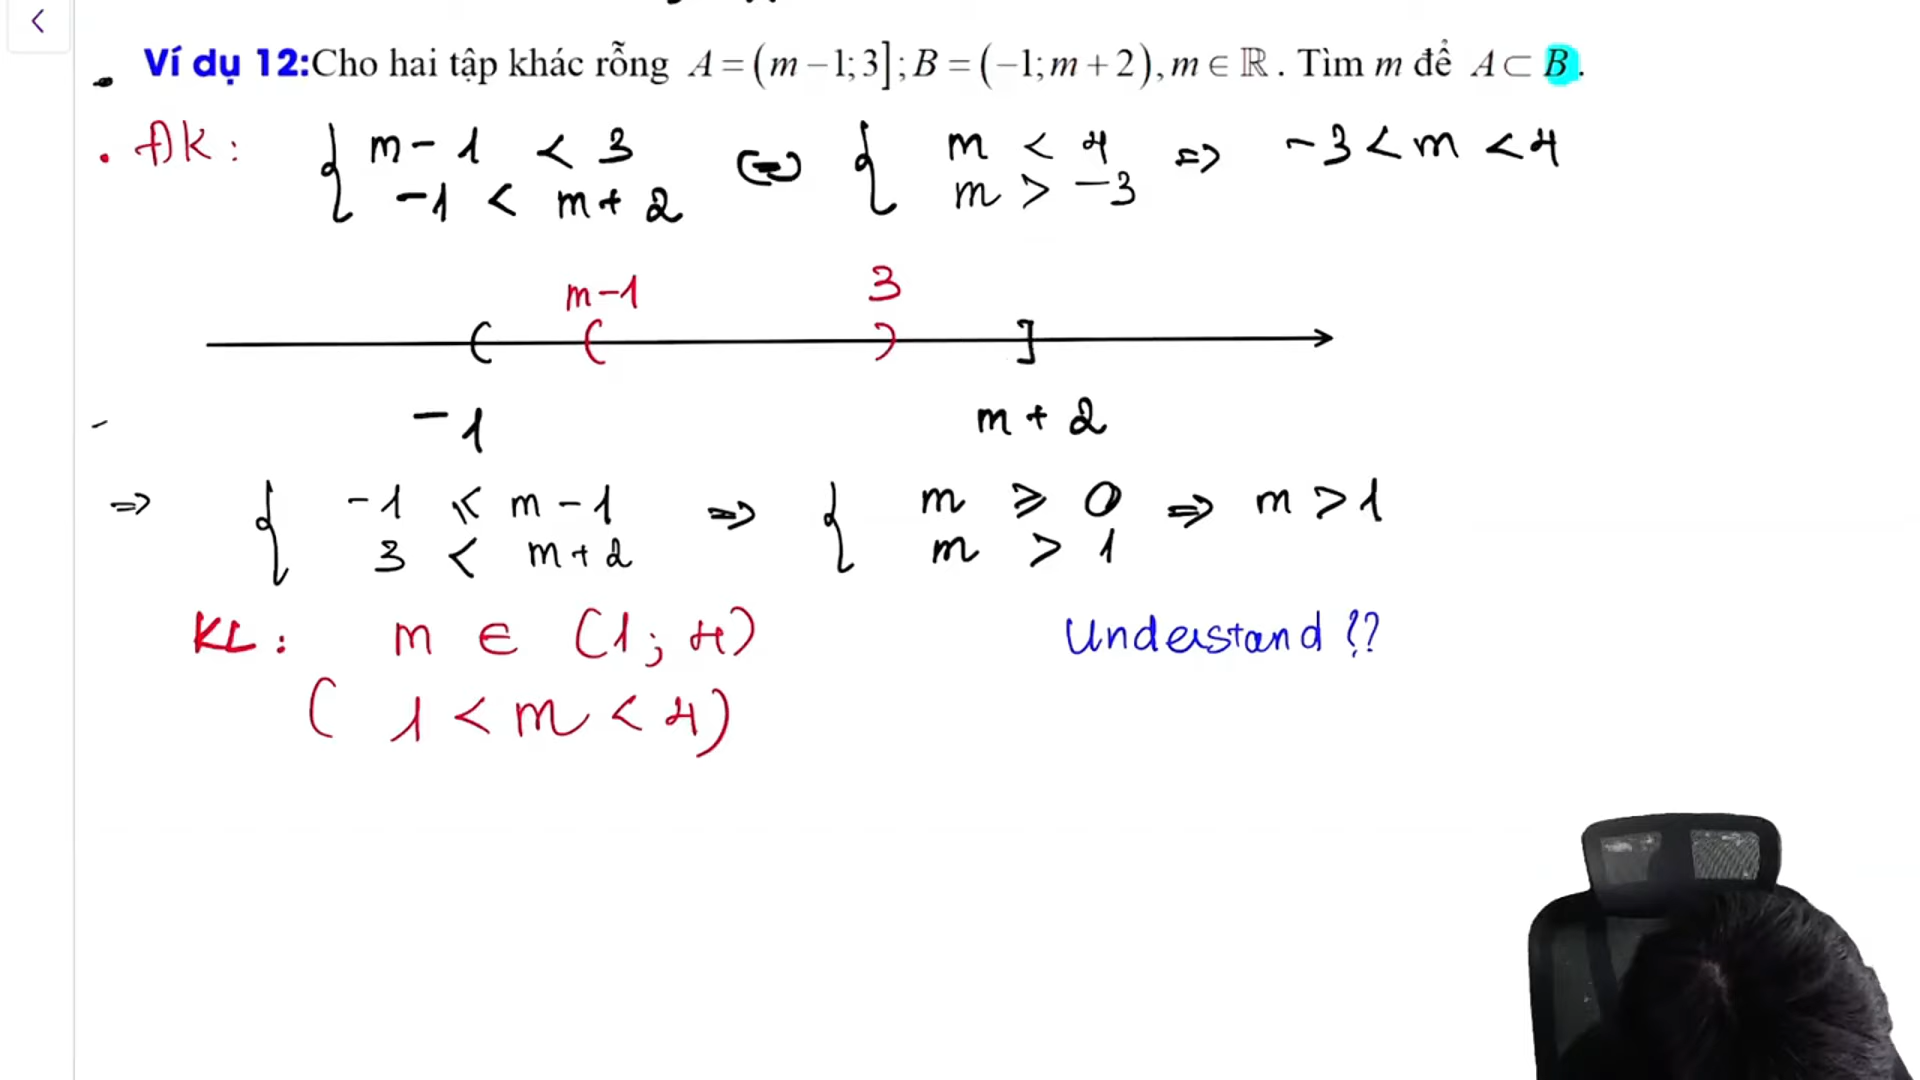 Ví dụ 12:Cho hai tập khác rỗng A = (m −1;3]; B = (−1; m + 2), m ∈ ℝ . Tìm m để A ⊂ B .
. ĐK : { m - 1 < 3 <=> { m < 4 => -3 < m < 4
-1 < m + 2 m > -3
m-1 3
( ( ) ]
-1 m + 2
=> { -1 ⩽ m - 1 => { m ⩾ 0 => m > 1
3 < m + 2 m > 1
KL : m ∈ (1 ; 4) Understand !?
( 1 < m < 4 )